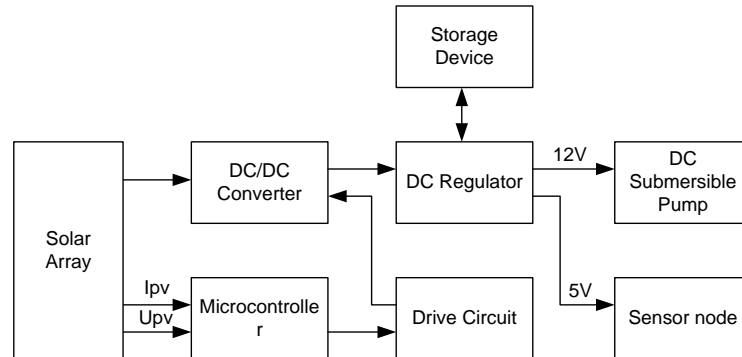 Storage
Device
Solar
Array
DC/DC
Converter
DC Regulator
12V
DC
Submersible
Pump
Ipv
Upv
Microcontrolle
r
Drive Circuit
5V
Sensor node